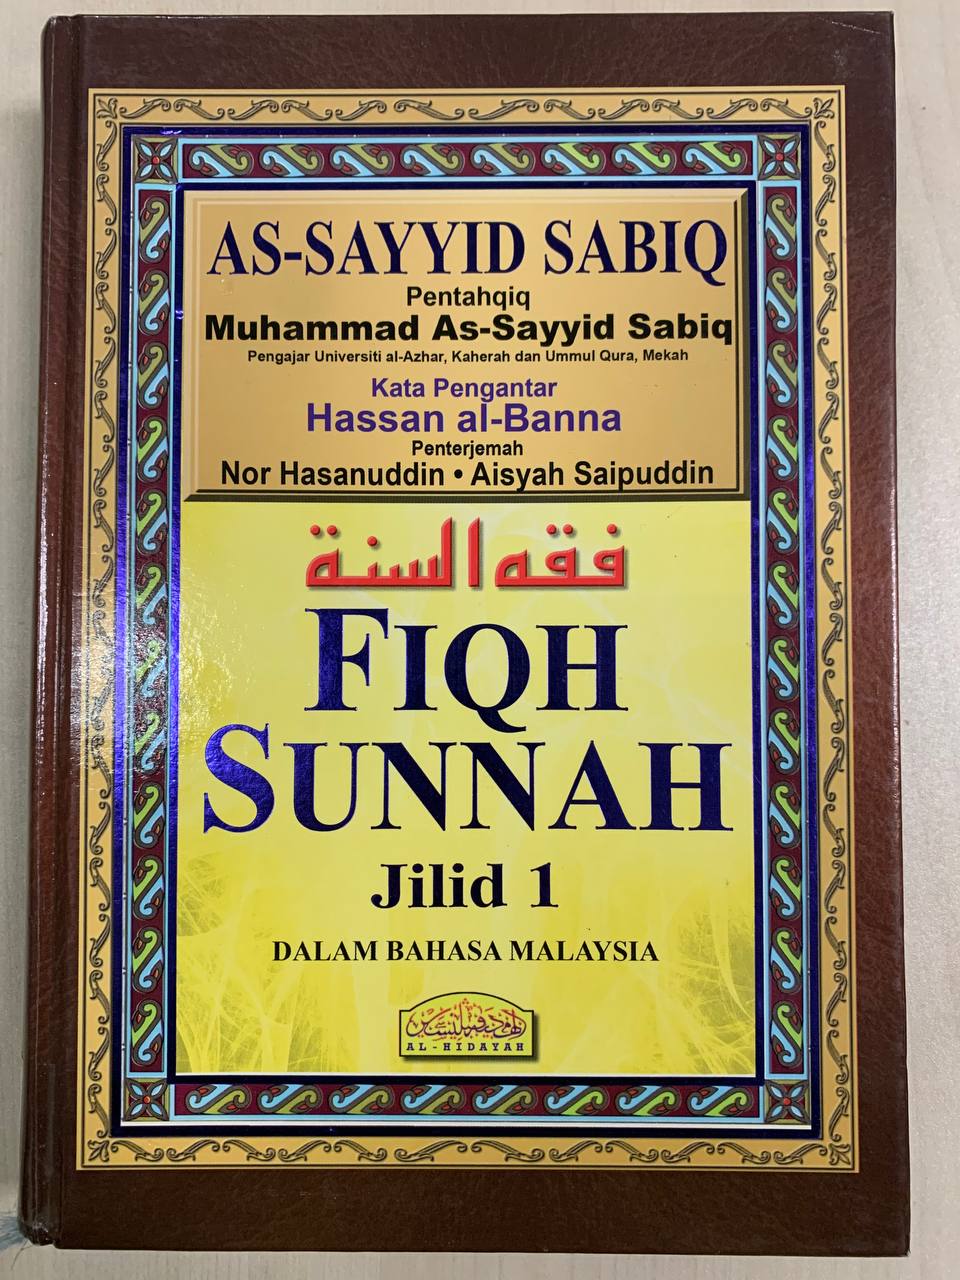 AS-SAYYID SABIQ
Pentahqiq
Muhammad As-Sayyid Sabiq
Pengajar Universiti al-Azhar, Kaherah dan Ummul Qura, Mekah
Kata Pengantar
Hassan al-Banna
Penterjemah
Nor Hasanuddin • Aisyah Saipuddin
فقه السنة
FIQH
SUNNAH
Jilid 1
DALAM BAHASA MALAYSIA
AL-HIDAYAH